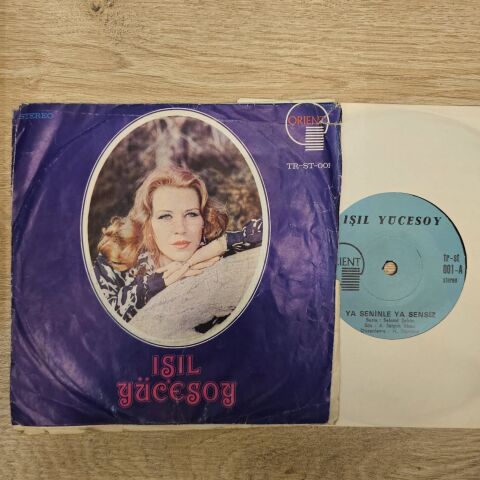 STEREO
ORIENT
TR-ST-001
IŞIL
YÜCESOY
IŞIL YÜCESOY
ORIENT
tr-st
001-A
stereo
YA SENİNLE YA SENSİZ